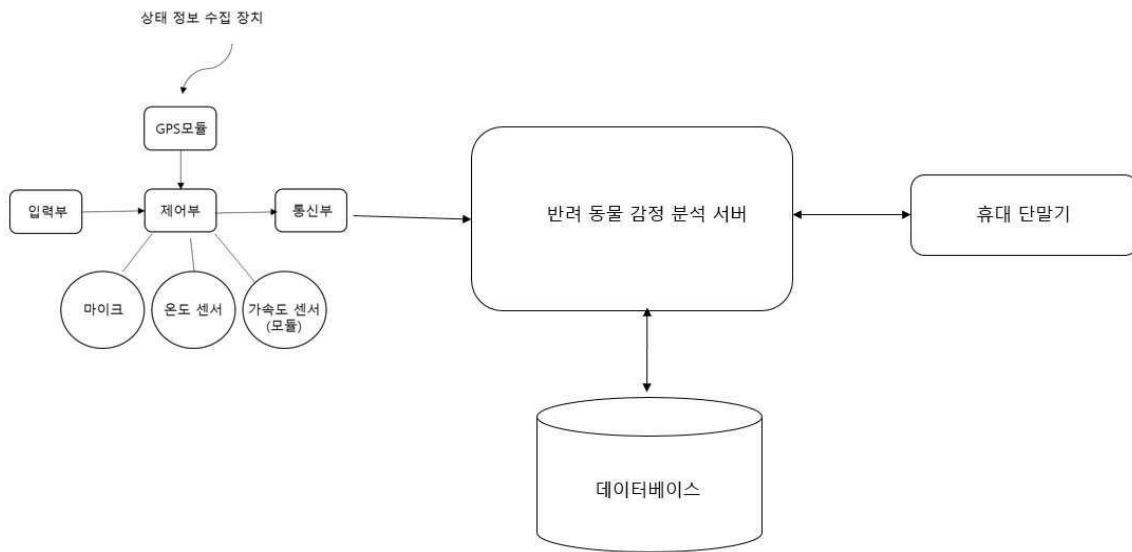 상태 정보 수집 장치
GPS모듈
입력부
제어부
통신부
마이크
온도 센서
가속도 센서
(모듈)
반려 동물 감정 분석 서버
휴대 단말기
데이터베이스